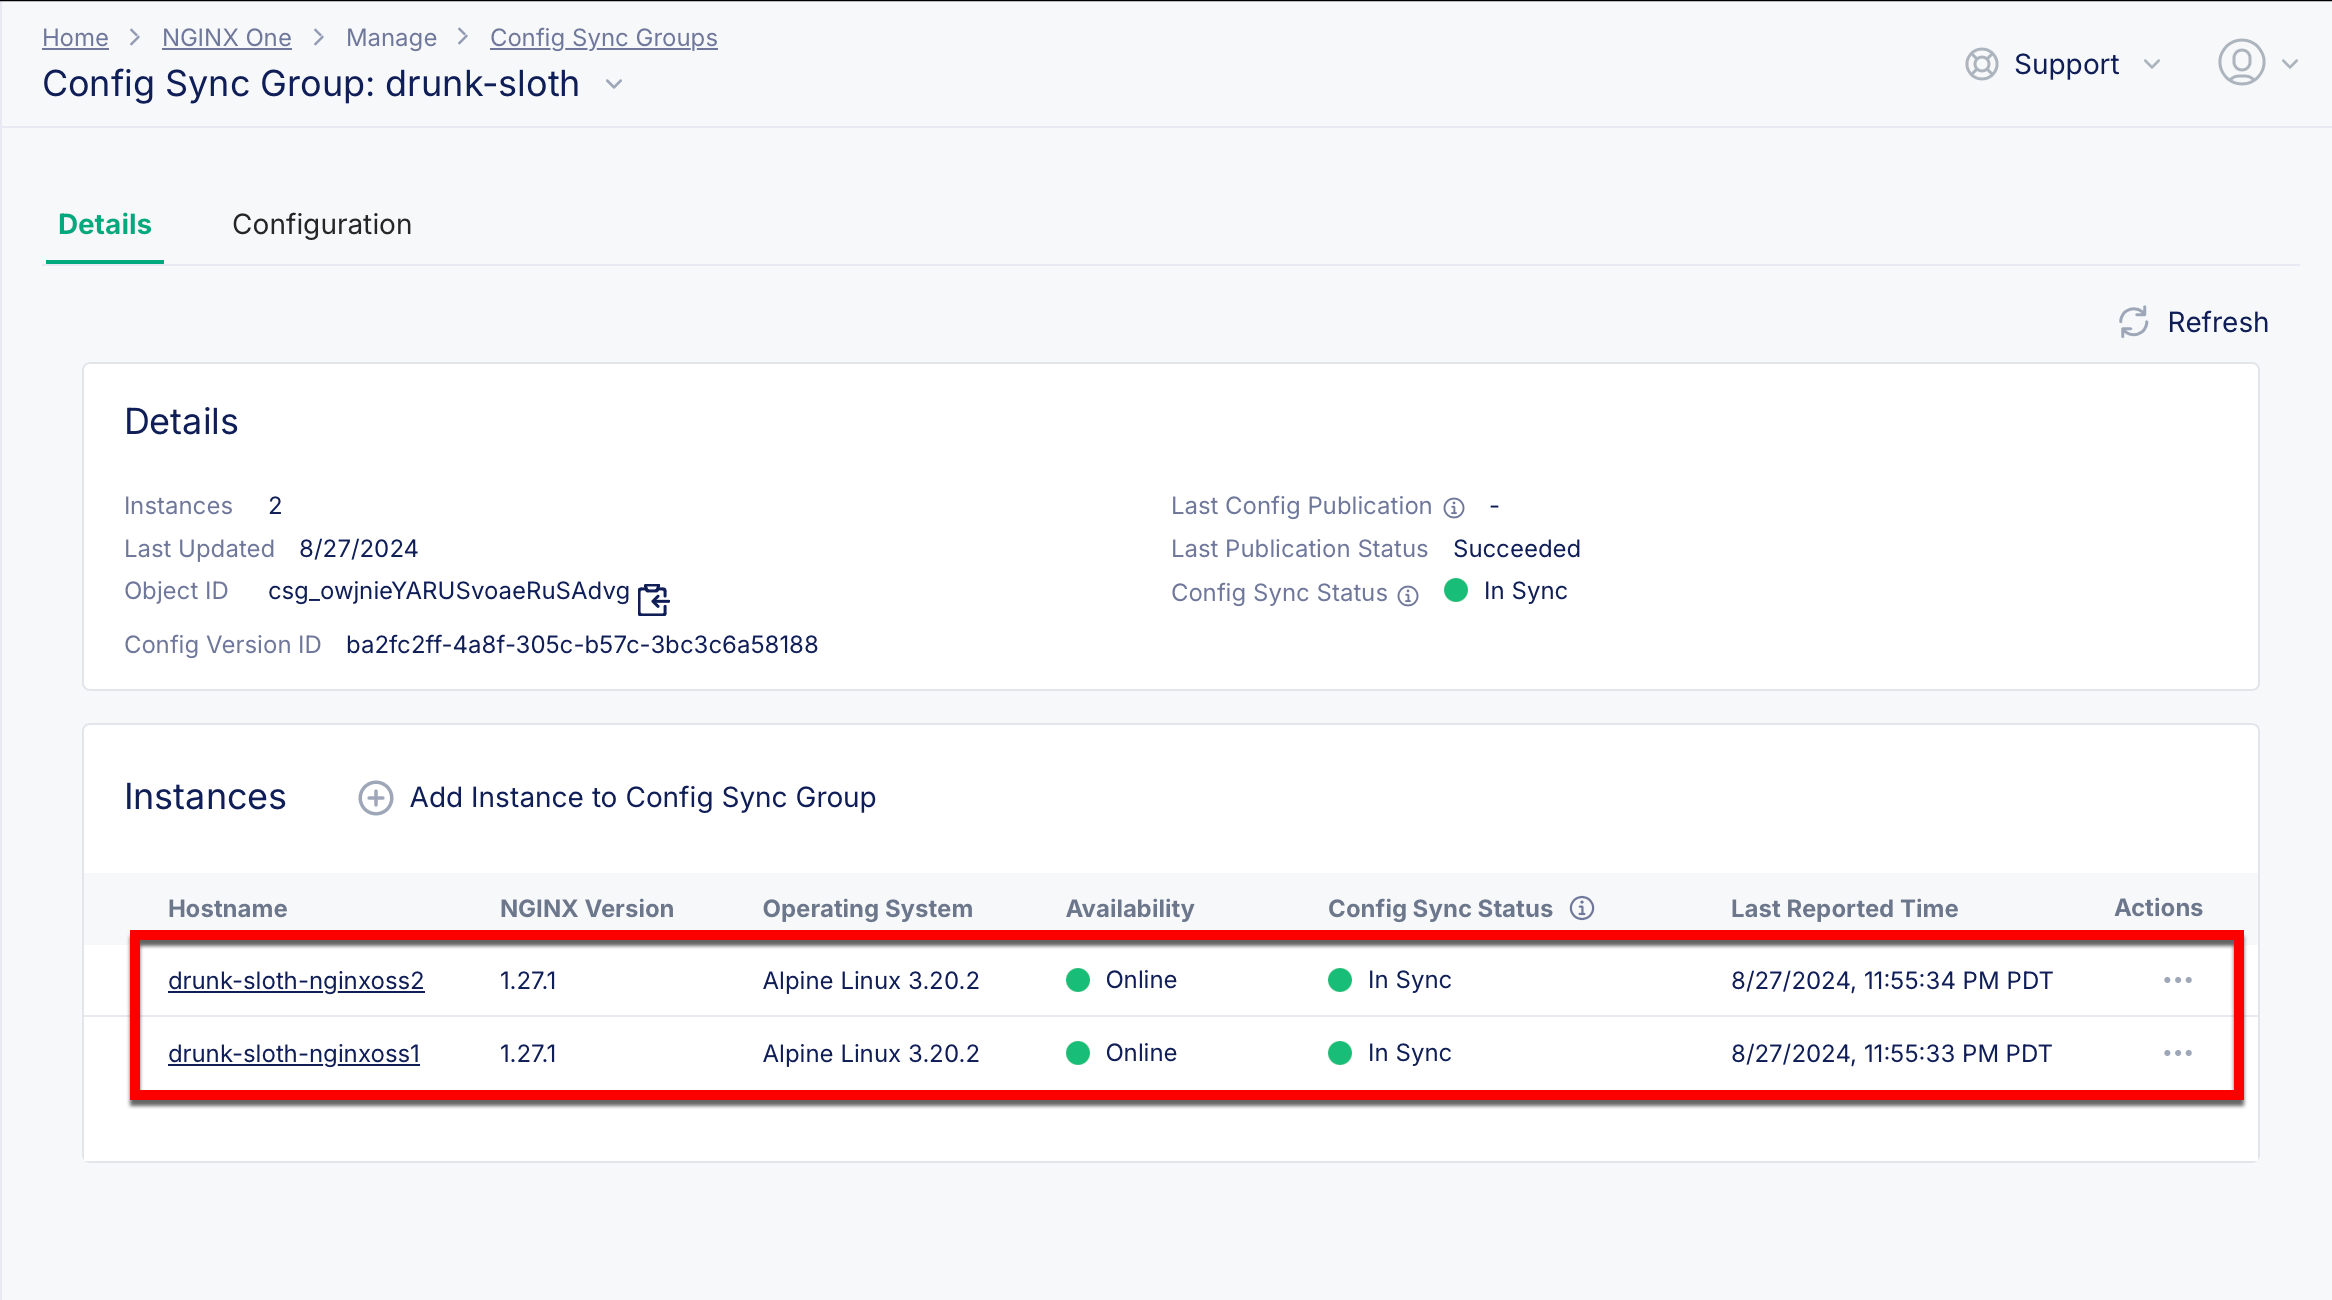 Home > NGINX One > Manage > Config Sync Groups
Support
Config Sync Group: drunk-sloth
Details Configuration
Refresh
Details
Instances 2
Last Updated 8/27/2024
Object ID csg_owjnieYARUSvoaeRuSAdvg
Config Version ID ba2fc2ff-4a8f-305c-b57c-3bc3c6a58188
Last Config Publication -
Last Publication Status Succeeded
Config Sync Status In Sync
Instances Add Instance to Config Sync Group
Hostname NGINX Version Operating System Availability Config Sync Status Last Reported Time Actions
drunk-sloth-nginxoss2 1.27.1 Alpine Linux 3.20.2 Online In Sync 8/27/2024, 11:55:34 PM PDT ...
drunk-sloth-nginxoss1 1.27.1 Alpine Linux 3.20.2 Online In Sync 8/27/2024, 11:55:33 PM PDT ...